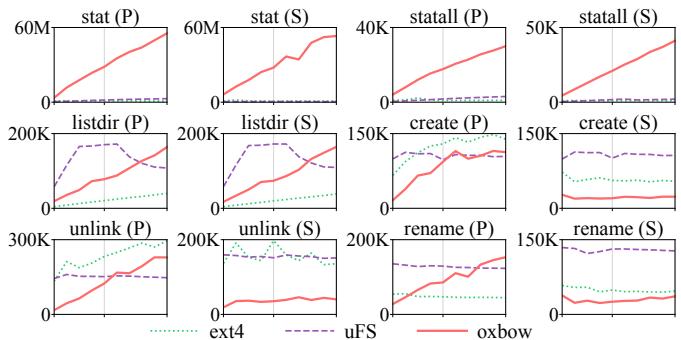 stat (P) stat (S) statall (P) statall (S)
60M 60M 40K 50K
0 0 0 0
listdir (P) listdir (S) create (P) create (S)
200K 200K 150K 150K
0 0 0 0
unlink (P) unlink (S) rename (P) rename (S)
300K 200K 200K 150K
0 0 0 0
ext4 uFS oxbow